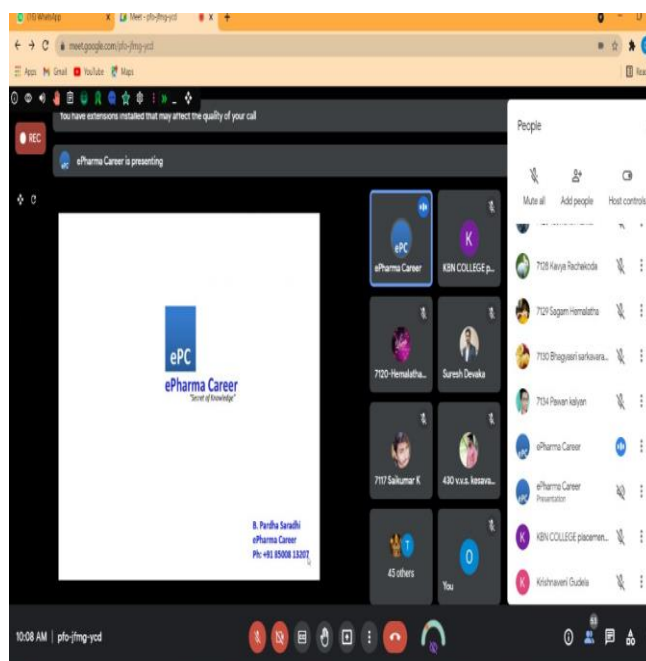 (15) WhatsApp
Meet - pfo-jfmg-ycd
meet.google.com/pfo-jfmg-ycd
Apps
Gmail
YouTube
Maps
You have extensions installed that may affect the quality of your call
REC
ePharma Career is presenting
ePC
ePharma Career
"Secret of Knowledge"
B. Pardha Saradhi
ePharma Career
Ph: +91 85008 13207
ePC
ePharma Career
K
KBN COLLEGE p...
7120-Hemalatha...
Suresh Devaka
7117 Saikumar K
430 v.v.s. kesava...
T
45 others
O
You
People
Mute all
Add people
Host controls
7128 Kavya Rachakoda
7129 Sagam Hemalatha
7130 Bhagyasri sarkavara...
7134 Pawan kalyan
ePC
ePharma Career
ePC
ePharma Career
Presentation
K
KBN COLLEGE placemen...
K
Krishnaveni Gudela
10:08 AM | pfo-jfmg-ycd
53